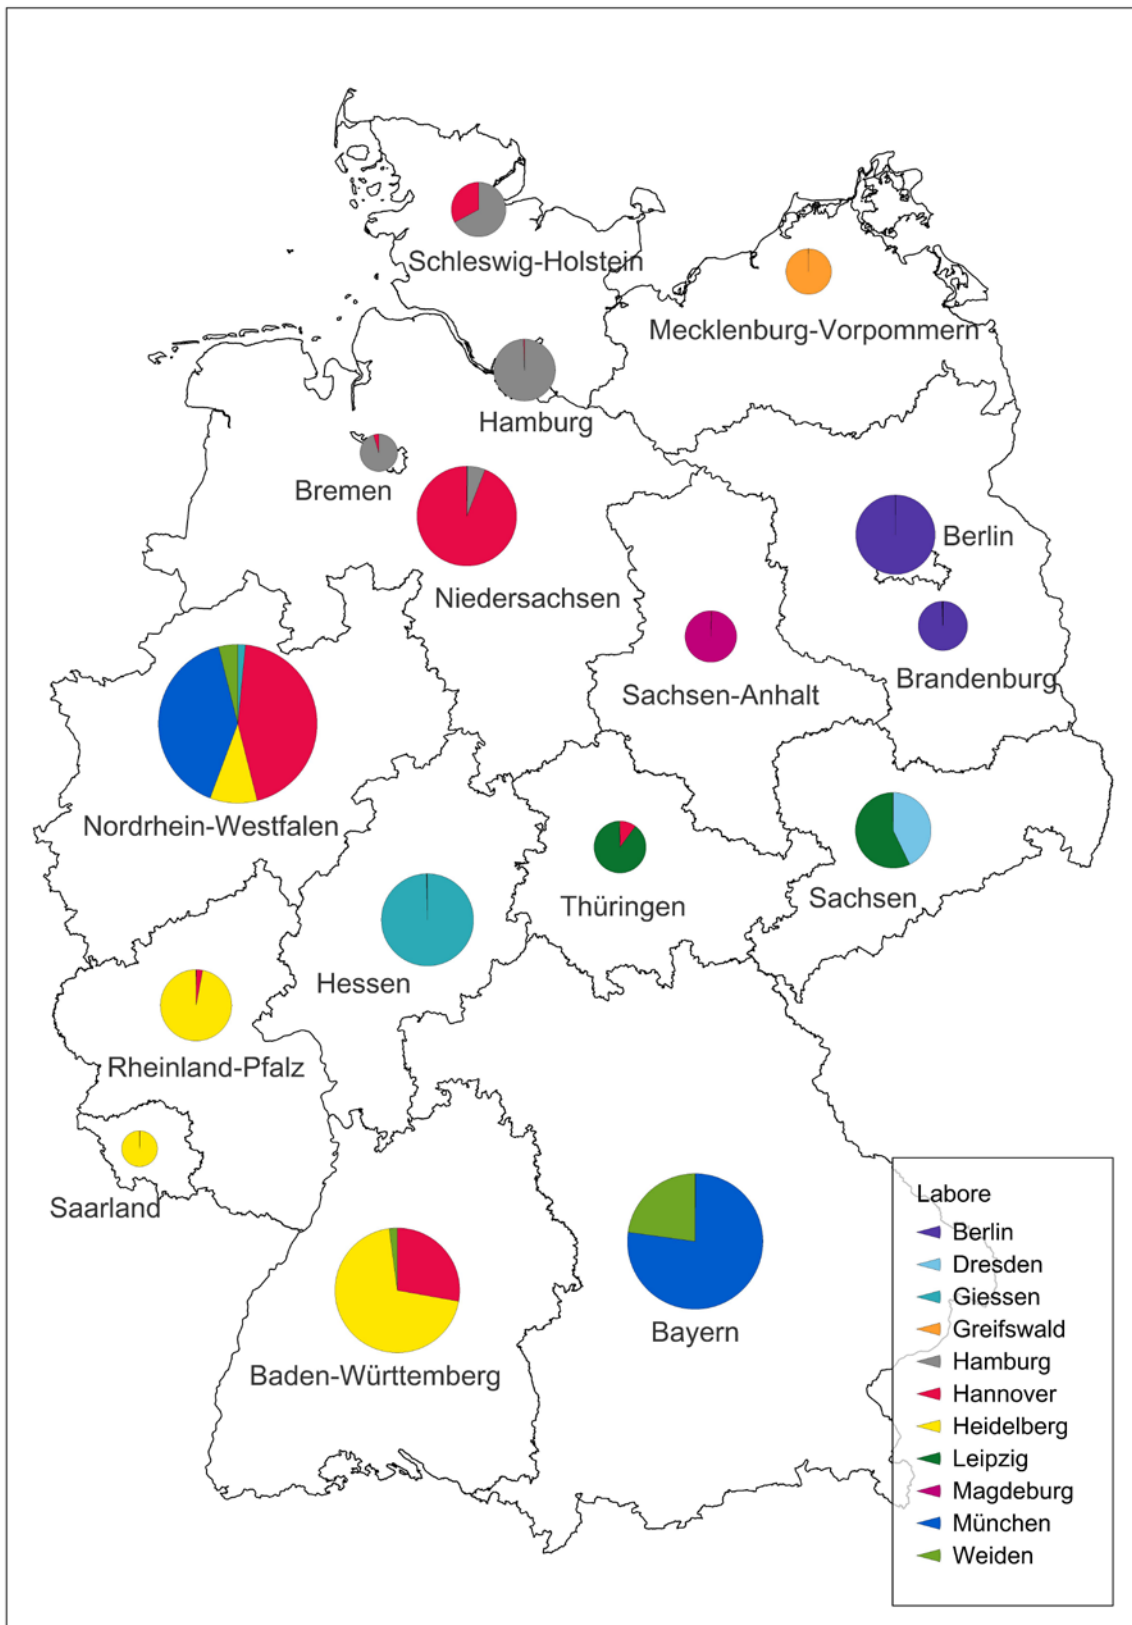 Schleswig-Holstein
Mecklenburg-Vorpommern
Hamburg
Bremen
Berlin
Niedersachsen
Brandenburg
Sachsen-Anhalt
Nordrhein-Westfalen
Sachsen
Thüringen
Hessen
Rheinland-Pfalz
Saarland
Bayern
Baden-Württemberg
Labore
Berlin
Dresden
Giessen
Greifswald
Hamburg
Hannover
Heidelberg
Leipzig
Magdeburg
München
Weiden